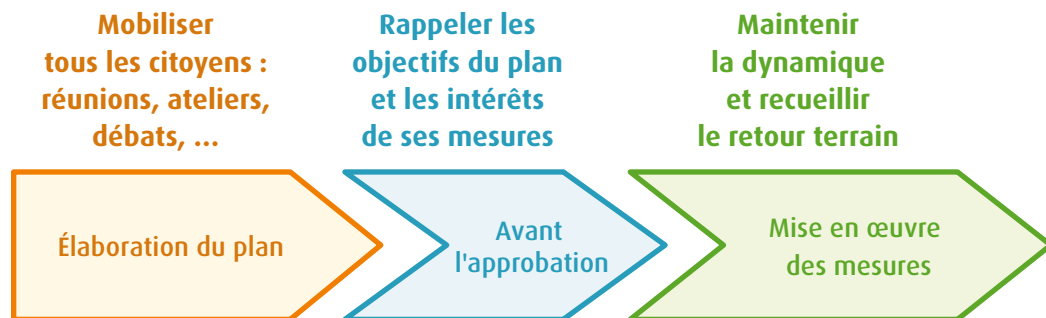 Mobiliser
tous les citoyens :
réunions, ateliers,
débats, ...
Rappeler les
objectifs du plan
et les intérêts
de ses mesures
Maintenir
la dynamique
et recueillir
le retour terrain
Élaboration du plan
Avant
l'approbation
Mise en œuvre
des mesures